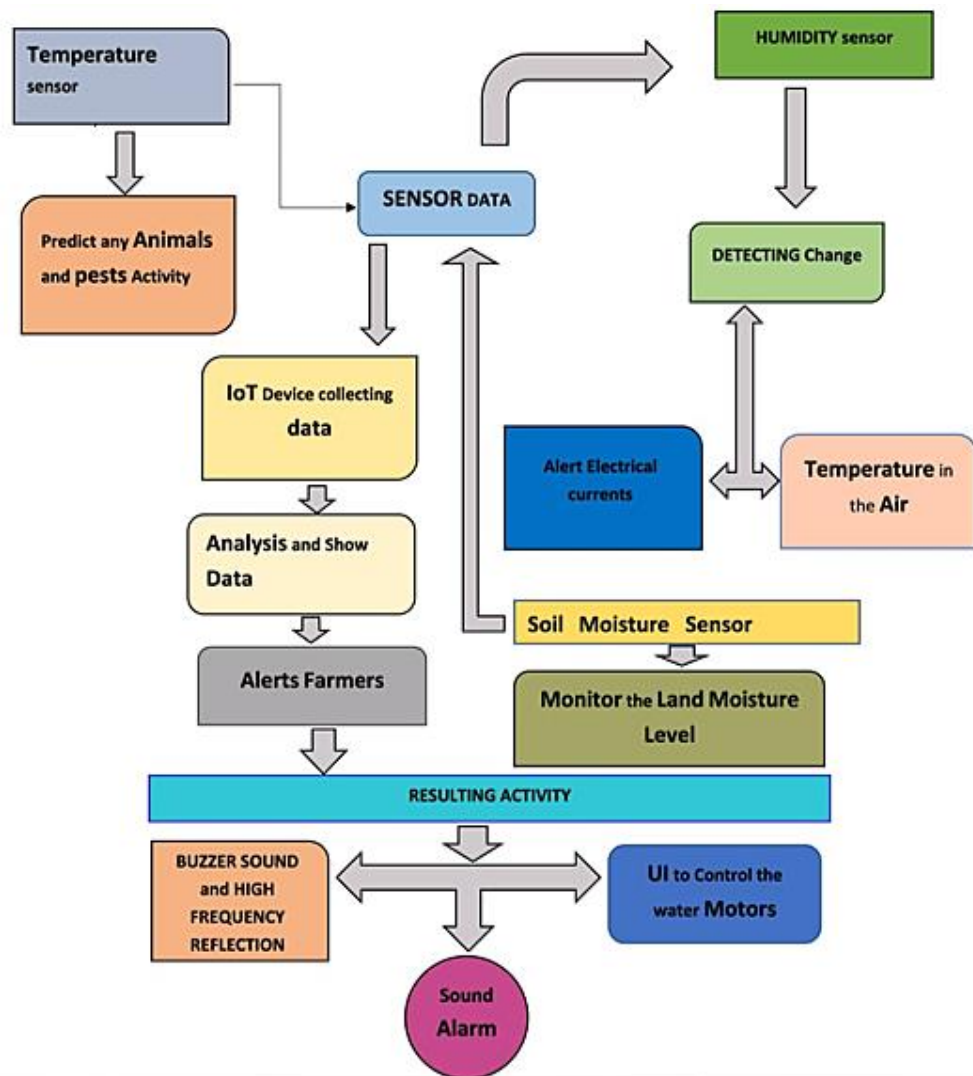 Temperature
sensor
HUMIDITY sensor
SENSOR DATA
Predict any Animals
and pests Activity
DETECTING Change
IoT Device collecting
data
Alert Electrical
currents
Temperature in
the Air
Analysis and Show
Data
Soil Moisture Sensor
Alerts Farmers
Monitor the Land Moisture
Level
RESULTING ACTIVITY
BUZZER SOUND
and HIGH
FREQUENCY
REFLECTION
UI to Control the
water Motors
Sound
Alarm